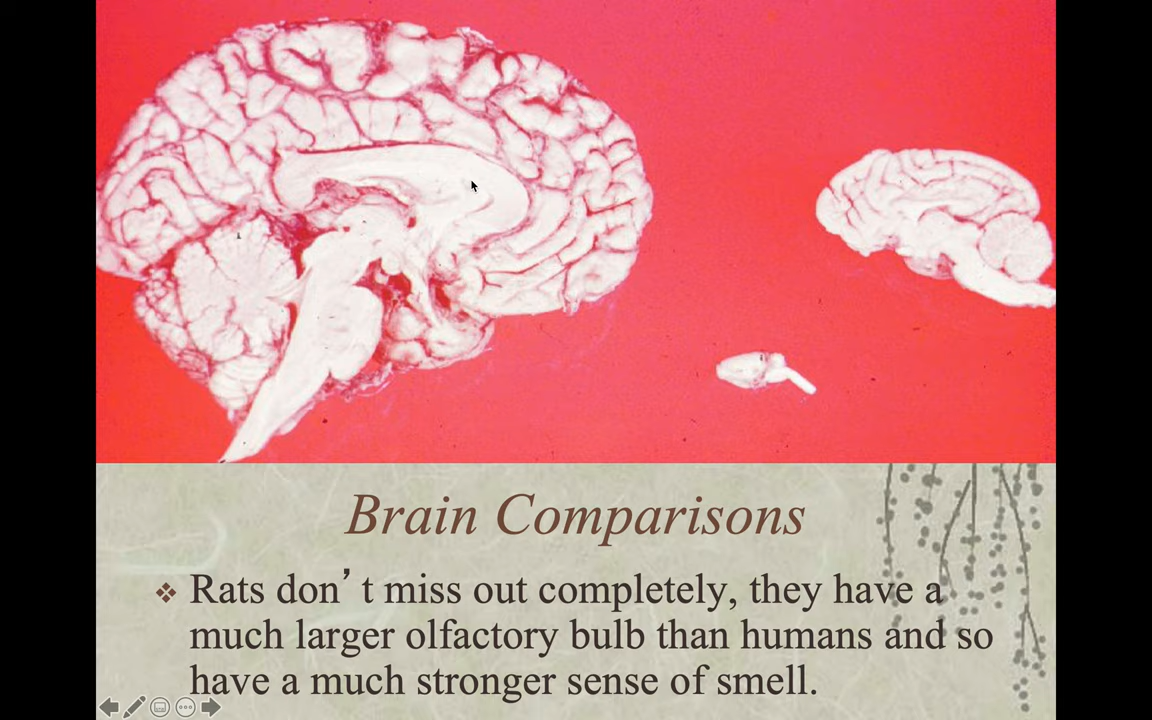 Brain Comparisons
Rats don’t miss out completely, they have a
much larger olfactory bulb than humans and so
have a much stronger sense of smell.